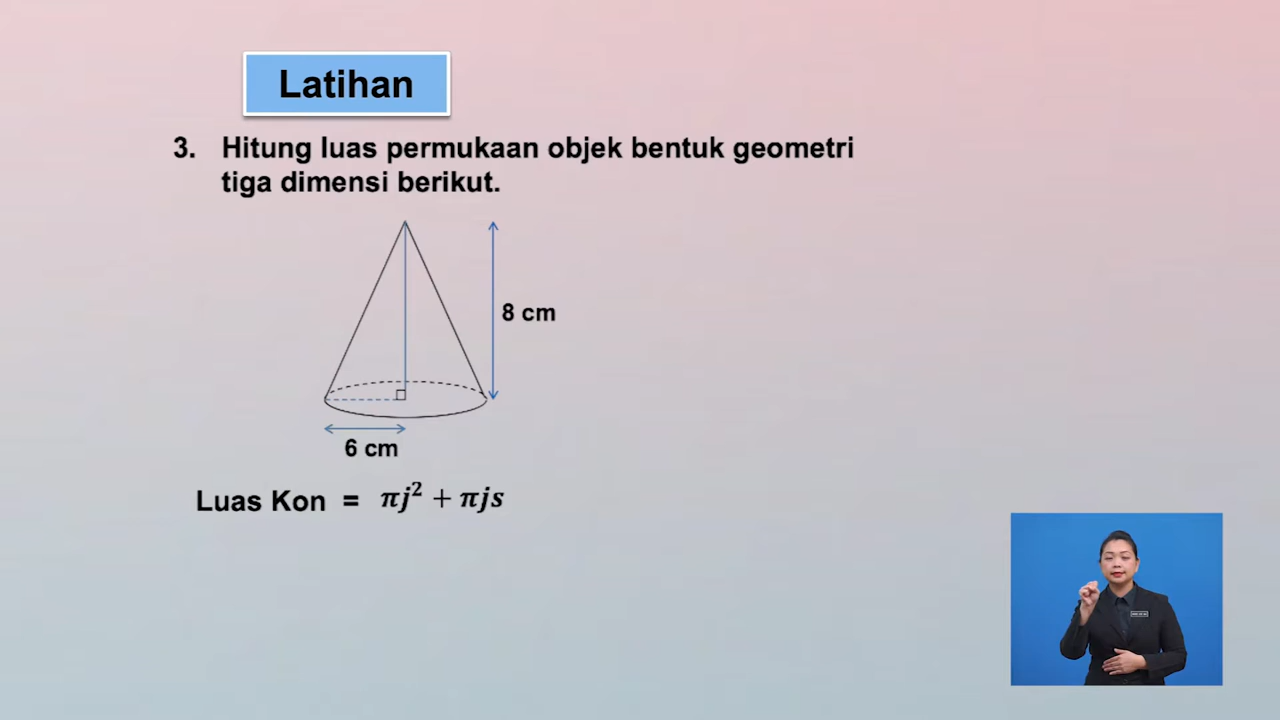 Latihan
3. Hitung luas permukaan objek bentuk geometri
tiga dimensi berikut.
8 cm
6 cm
Luas Kon = πj² + πjs